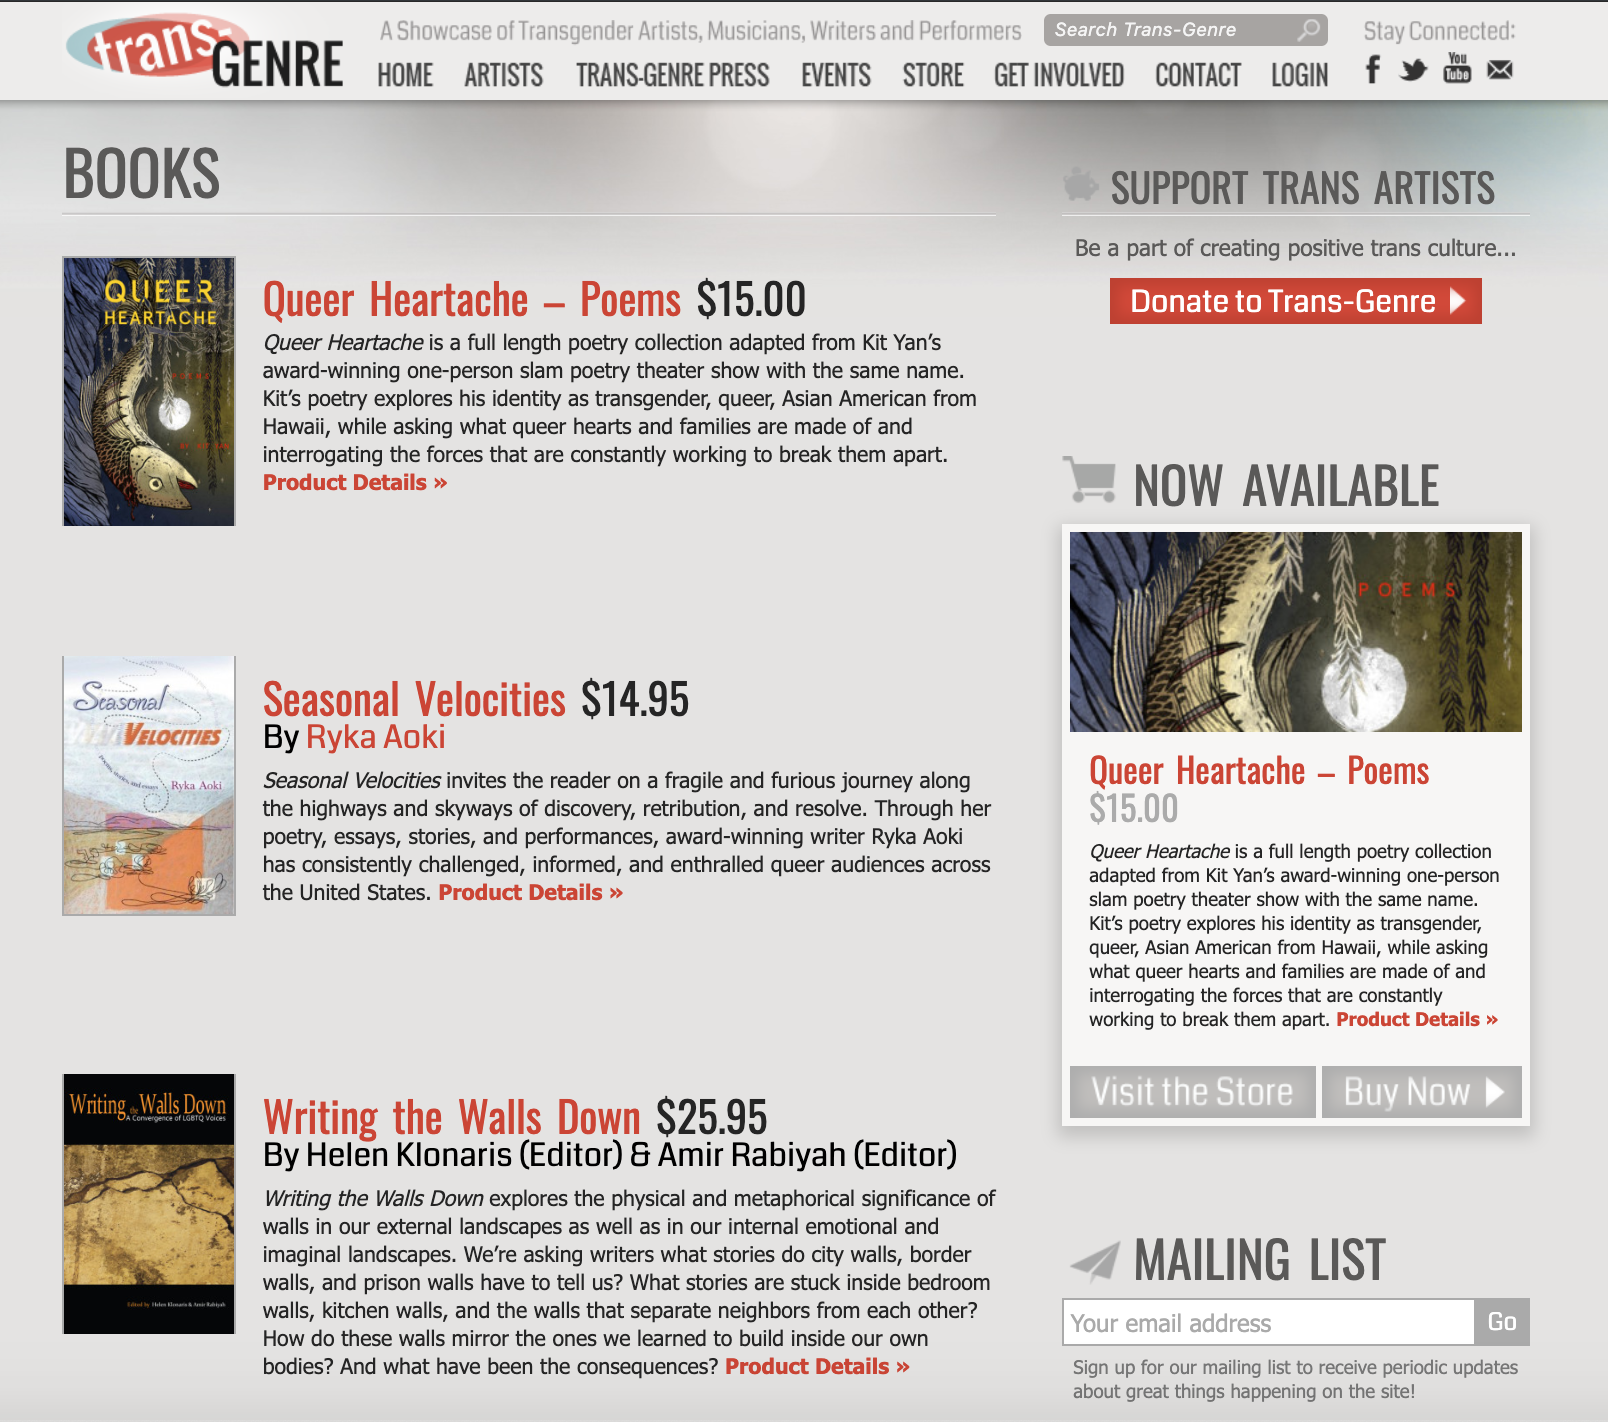 trans-
GENRE
A Showcase of Transgender Artists, Musicians, Writers and Performers
Search Trans-Genre
Stay Connected:
HOME ARTISTS TRANS-GENRE PRESS EVENTS STORE GET INVOLVED CONTACT LOGIN
You
Tube
BOOKS
QUEER
HEARTACHE
Queer Heartache – Poems $15.00
Queer Heartache is a full length poetry collection adapted from Kit Yan’s
award-winning one-person slam poetry theater show with the same name.
Kit’s poetry explores his identity as transgender, queer, Asian American from
Hawaii, while asking what queer hearts and families are made of and
interrogating the forces that are constantly working to break them apart.
Product Details »
Seasonal
VELOCITIES
poems, stories, and essays
Ryka Aoki
Seasonal Velocities $14.95
By Ryka Aoki
Seasonal Velocities invites the reader on a fragile and furious journey along
the highways and skyways of discovery, retribution, and resolve. Through her
poetry, essays, stories, and performances, award-winning writer Ryka Aoki
has consistently challenged, informed, and enthralled queer audiences across
the United States. Product Details »
Writing the Walls Down
A Convergence of LGBTQ Voices
Edited by Helen Klonaris & Amir Rabiyah
Writing the Walls Down $25.95
By Helen Klonaris (Editor) & Amir Rabiyah (Editor)
Writing the Walls Down explores the physical and metaphorical significance of
walls in our external landscapes as well as in our internal emotional and
imaginal landscapes. We’re asking writers what stories do city walls, border
walls, and prison walls have to tell us? What stories are stuck inside bedroom
walls, kitchen walls, and the walls that separate neighbors from each other?
How do these walls mirror the ones we learned to build inside our own
bodies? And what have been the consequences? Product Details »
SUPPORT TRANS ARTISTS
Be a part of creating positive trans culture...
Donate to Trans-Genre
NOW AVAILABLE
POEMS
Queer Heartache – Poems
$15.00
Queer Heartache is a full length poetry collection
adapted from Kit Yan’s award-winning one-person
slam poetry theater show with the same name.
Kit’s poetry explores his identity as transgender,
queer, Asian American from Hawaii, while asking
what queer hearts and families are made of and
interrogating the forces that are constantly
working to break them apart. Product Details »
Visit the Store
Buy Now
MAILING LIST
Your email address
Go
Sign up for our mailing list to receive periodic updates
about great things happening on the site!